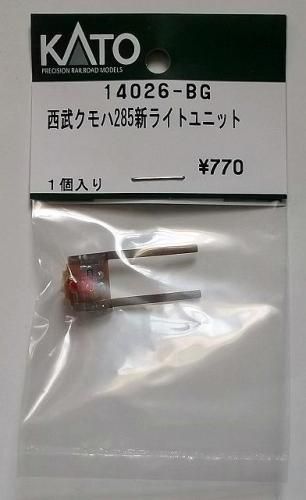 KATO
PRECISION RAILROAD MODELS
14026-BG
西武クモハ285新ライトユニット
¥770
1個入り